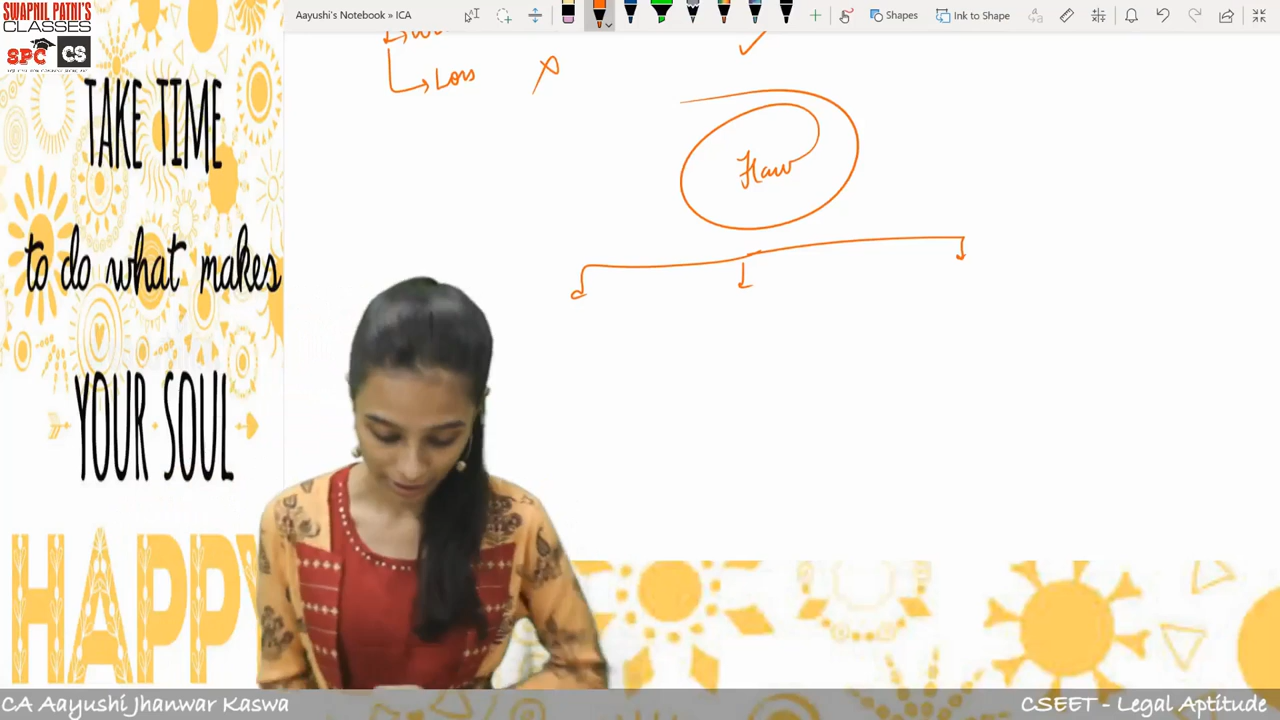 SWAPNIL PATNI'S
CLASSES
SPC CS
Aayushi's Notebook » ICA
Shapes
Ink to Shape
Loss X
Flaw
TAKE TIME
to do what makes
YOUR SOUL
HAPPY
CA Aayushi Jhanwar Kaswa
CSEET - Legal Aptitude